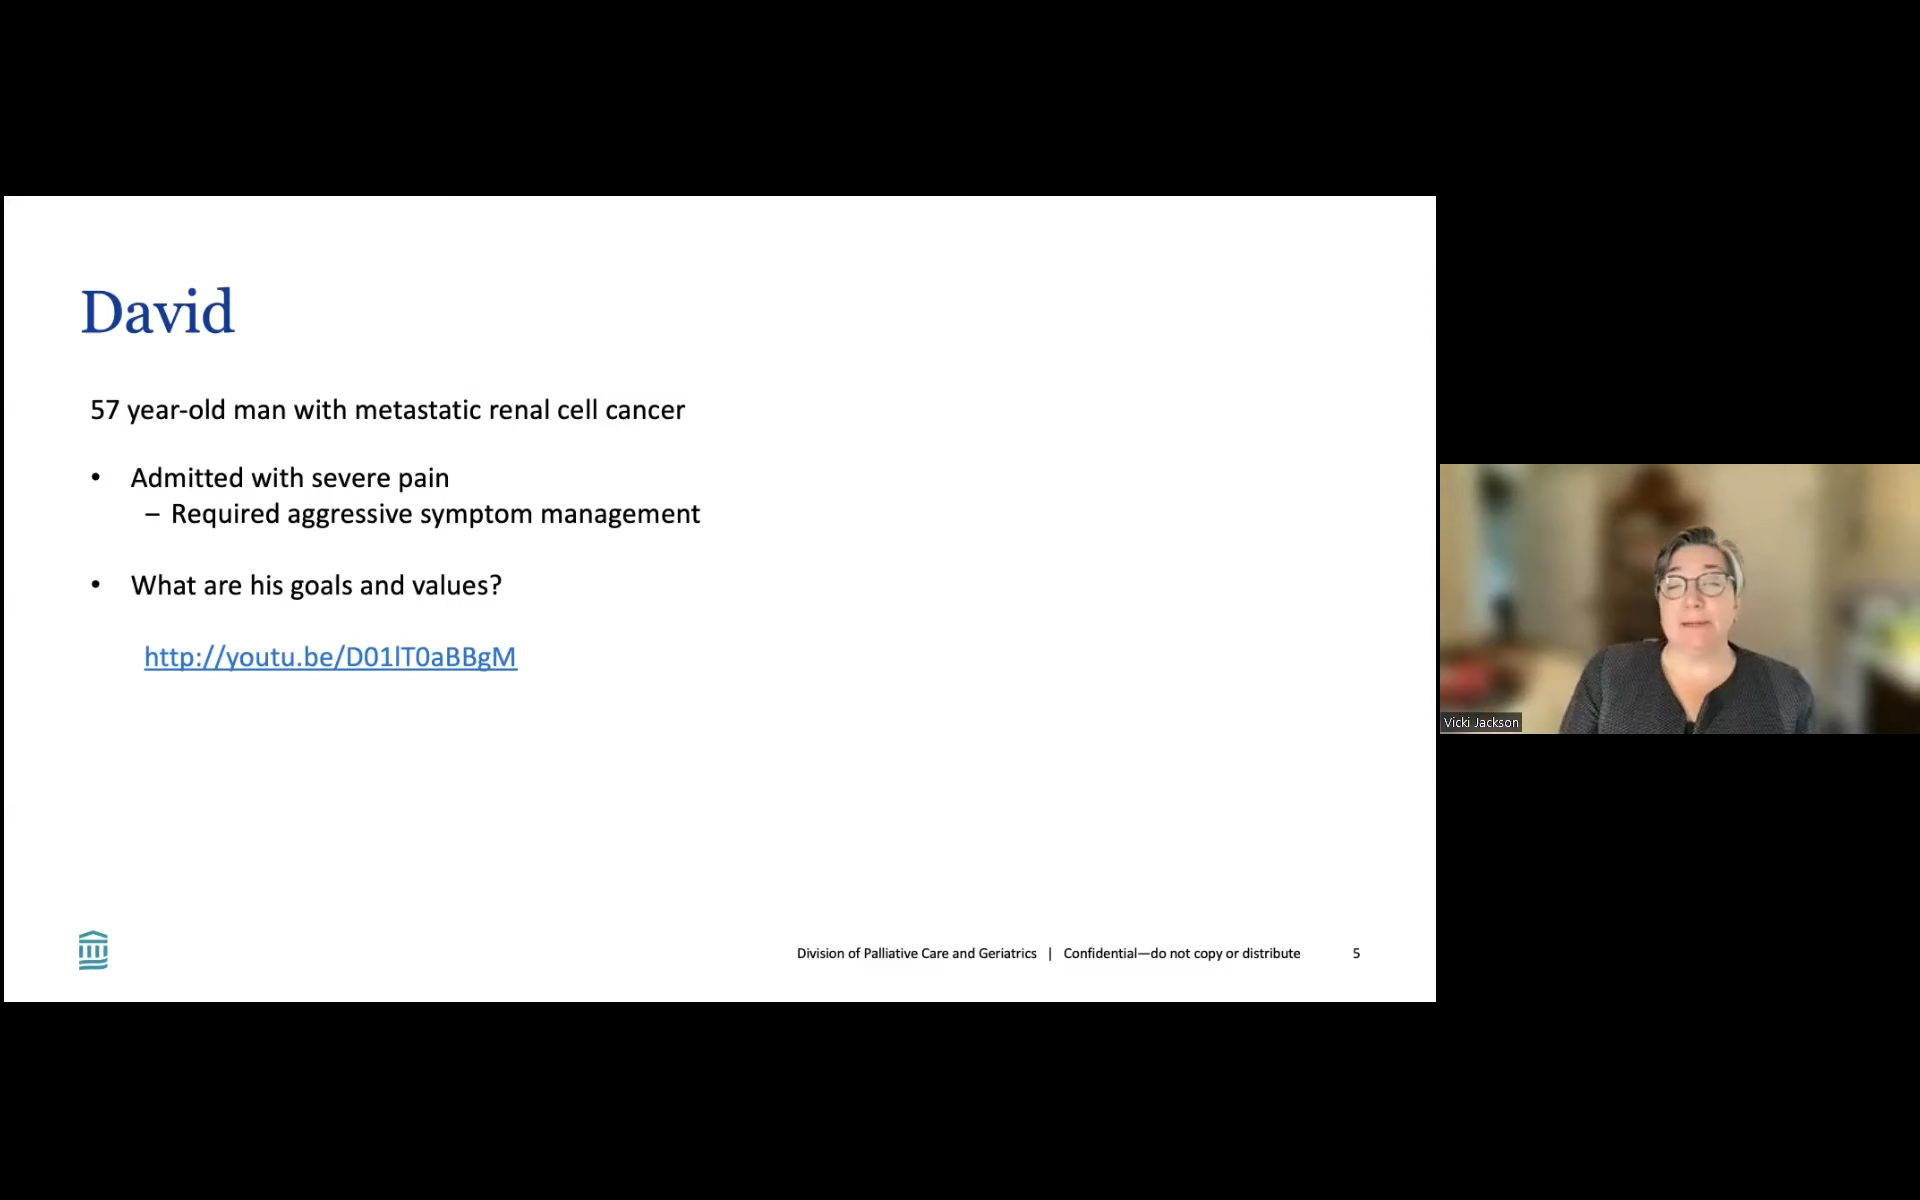 David
57 year-old man with metastatic renal cell cancer
• Admitted with severe pain
– Required aggressive symptom management
• What are his goals and values?
http://youtu.be/D01lT0aBBgM
Division of Palliative Care and Geriatrics | Confidential—do not copy or distribute 5
Vicki Jackson